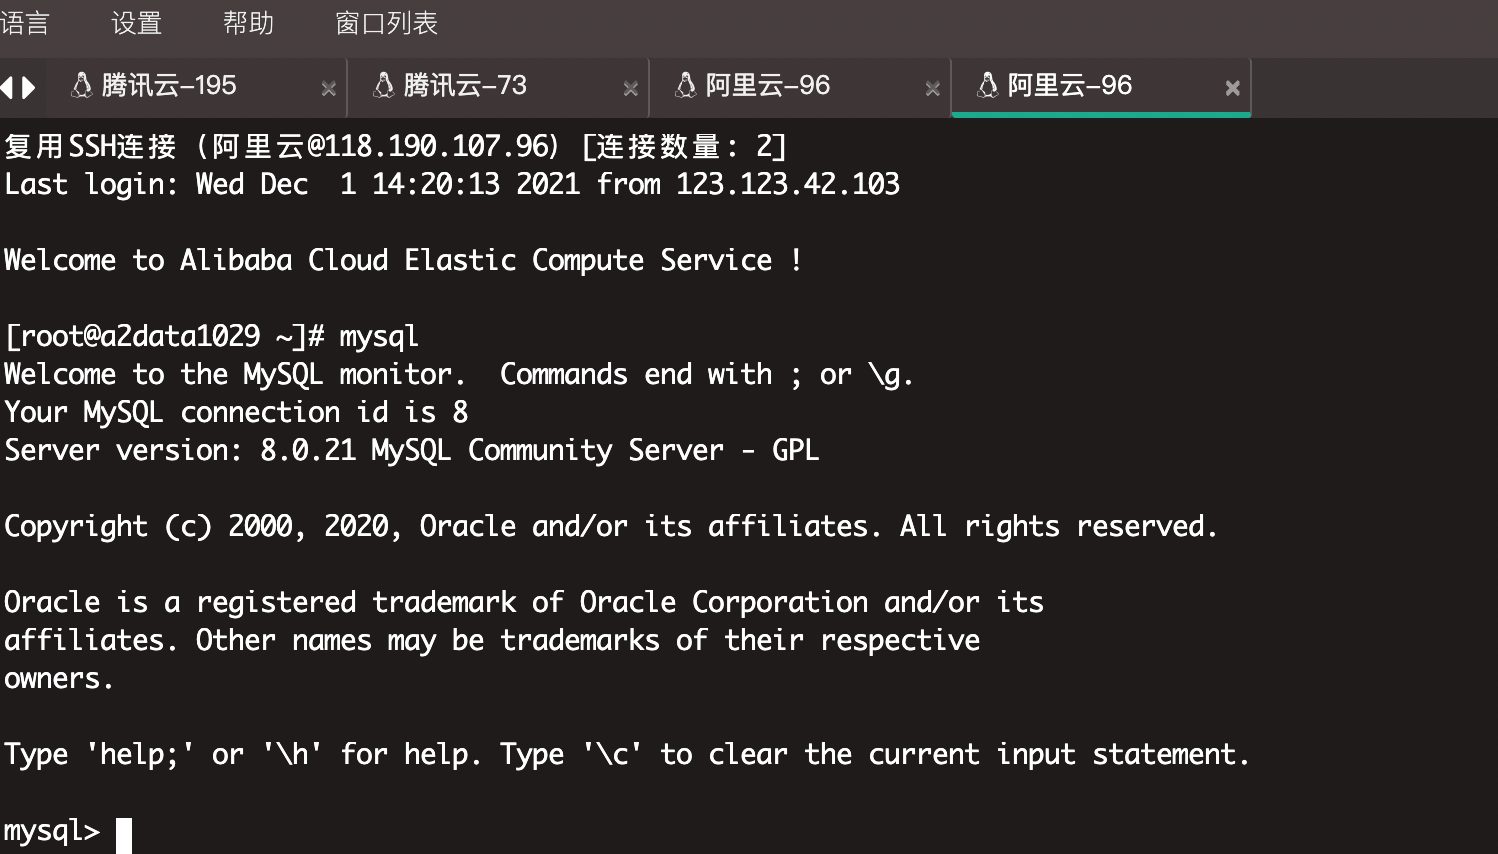 语言 设置 帮助 窗口列表
腾讯云-195 腾讯云-73 阿里云-96 阿里云-96
复用SSH连接 (阿里云@118.190.107.96) [连接数量: 2]
Last login: Wed Dec  1 14:20:13 2021 from 123.123.42.103
Welcome to Alibaba Cloud Elastic Compute Service !
[root@a2data1029 ~]# mysql
Welcome to the MySQL monitor.  Commands end with ; or \g.
Your MySQL connection id is 8
Server version: 8.0.21 MySQL Community Server - GPL
Copyright (c) 2000, 2020, Oracle and/or its affiliates. All rights reserved.
Oracle is a registered trademark of Oracle Corporation and/or its
affiliates. Other names may be trademarks of their respective
owners.
Type 'help;' or '\h' for help. Type '\c' to clear the current input statement.
mysql>